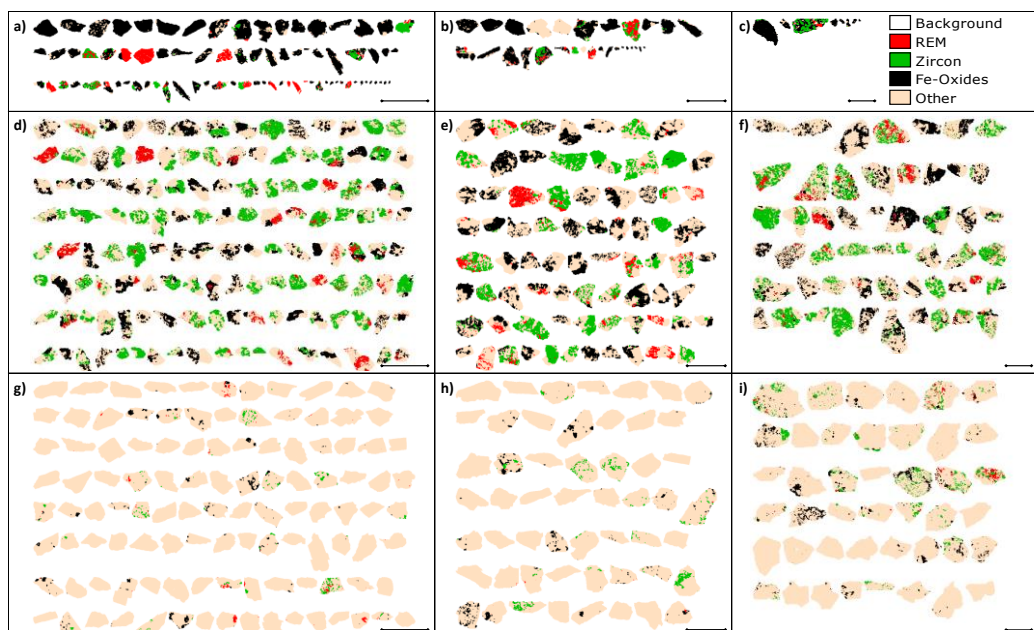 a)
b)
c)
Background
REM
Zircon
Fe-Oxides
Other
d)
e)
f)
g)
h)
i)